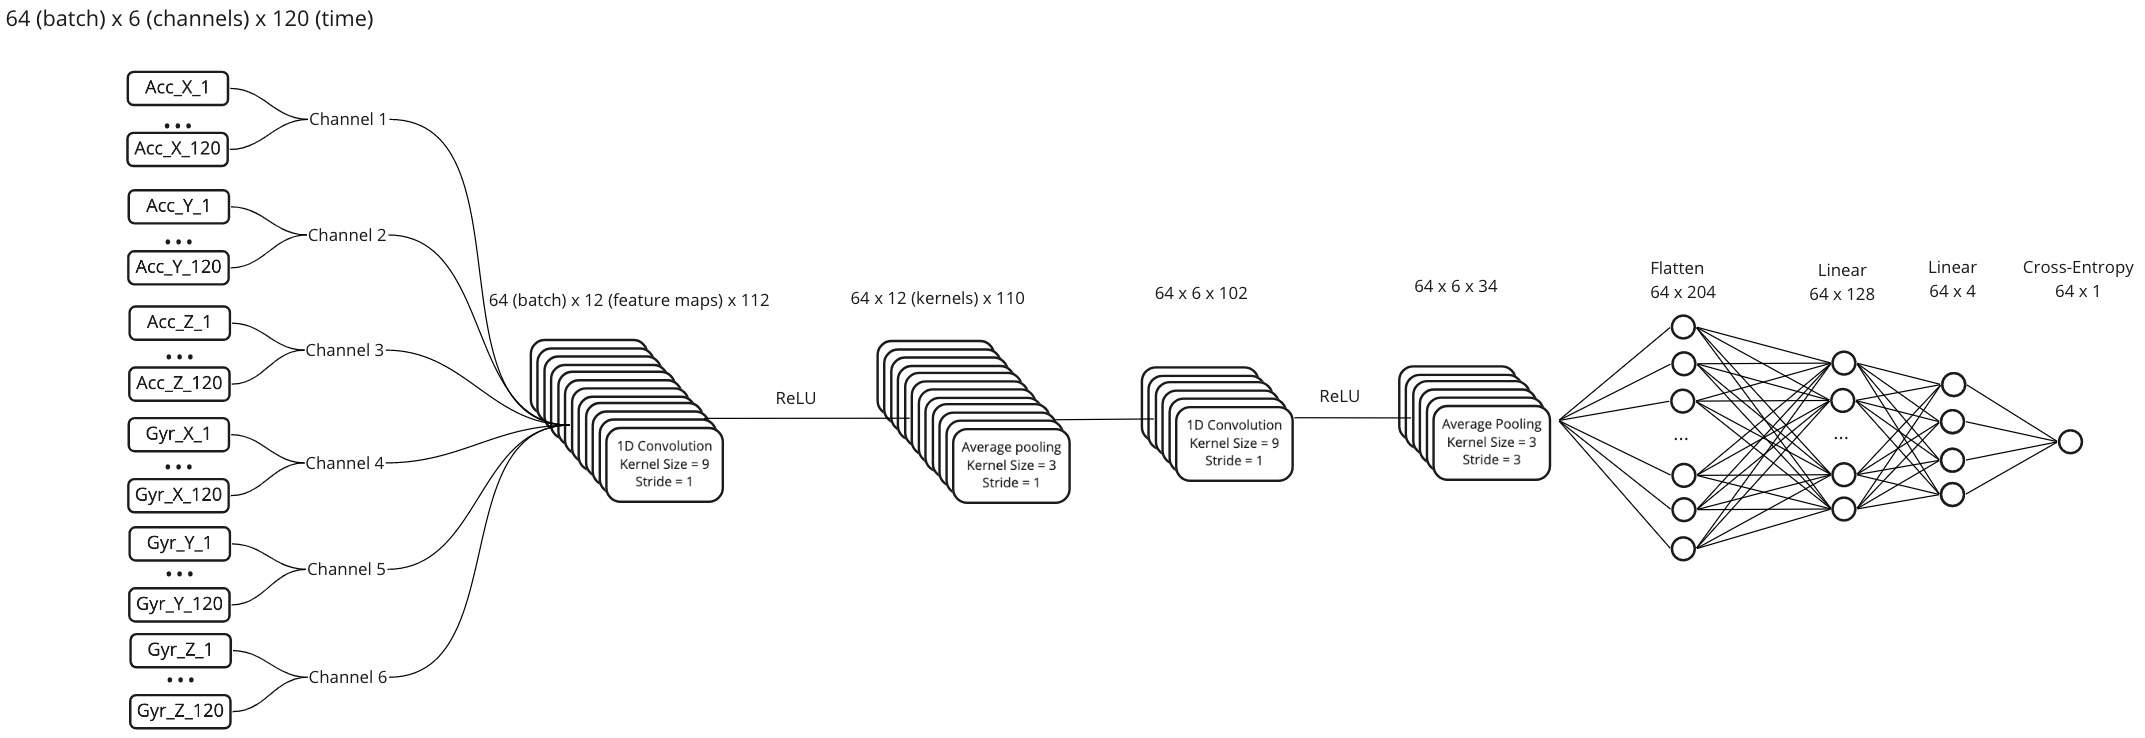 64 (batch) x 6 (channels) x 120 (time)
Acc_X_1
...
Acc_X_120
Channel 1
Acc_Y_1
...
Acc_Y_120
Channel 2
Acc_Z_1
...
Acc_Z_120
Channel 3
Gyr_X_1
...
Gyr_X_120
Channel 4
Gyr_Y_1
...
Gyr_Y_120
Channel 5
Gyr_Z_1
...
Gyr_Z_120
Channel 6
64 (batch) x 12 (feature maps) x 112
1D Convolution
Kernel Size = 9
Stride = 1
ReLU
64 x 12 (kernels) x 110
Average pooling
Kernel Size = 3
Stride = 1
64 x 6 x 102
1D Convolution
Kernel Size = 9
Stride = 1
ReLU
64 x 6 x 34
Average Pooling
Kernel Size = 3
Stride = 3
Flatten
64 x 204
...
Linear
64 x 128
...
Linear
64 x 4
Cross-Entropy
64 x 1